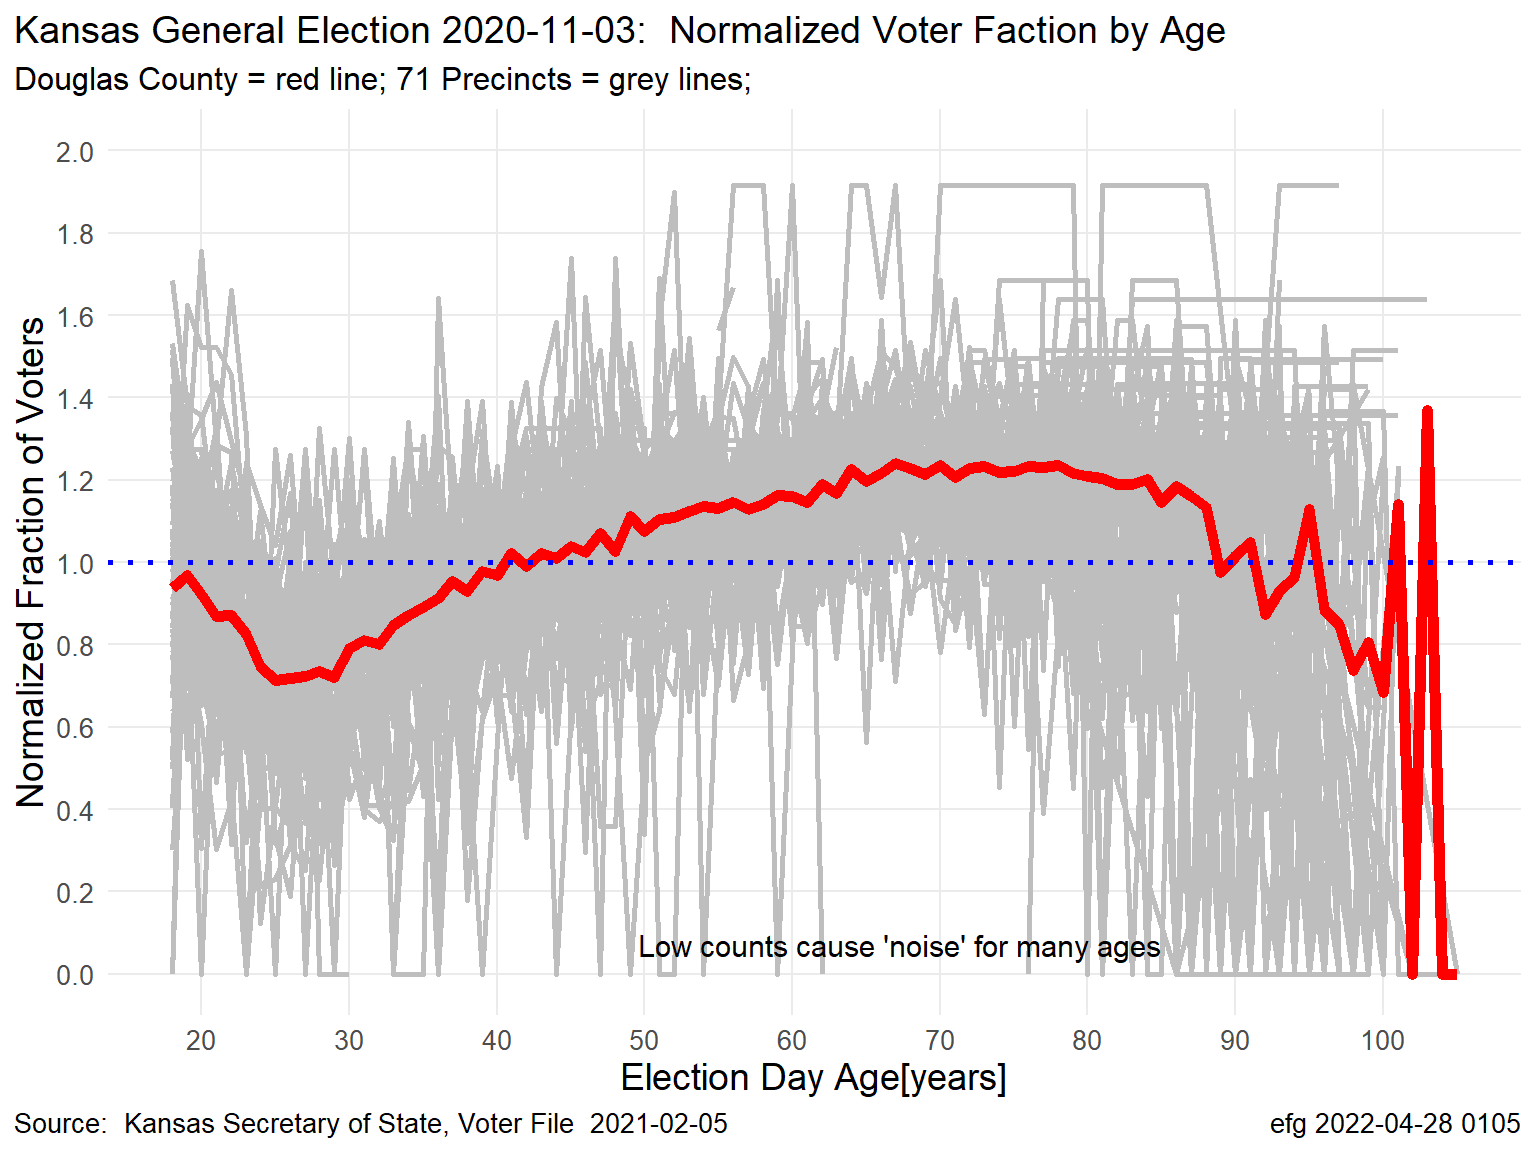 Kansas General Election 2020-11-03:  Normalized Voter Faction by Age
Douglas County = red line; 71 Precincts = grey lines;
Normalized Fraction of Voters
2.0
1.8
1.6
1.4
1.2
1.0
0.8
0.6
0.4
0.2
0.0
Low counts cause 'noise' for many ages
20 30 40 50 60 70 80 90 100
Election Day Age[years]
Source:  Kansas Secretary of State, Voter File  2021-02-05
efg 2022-04-28 0105